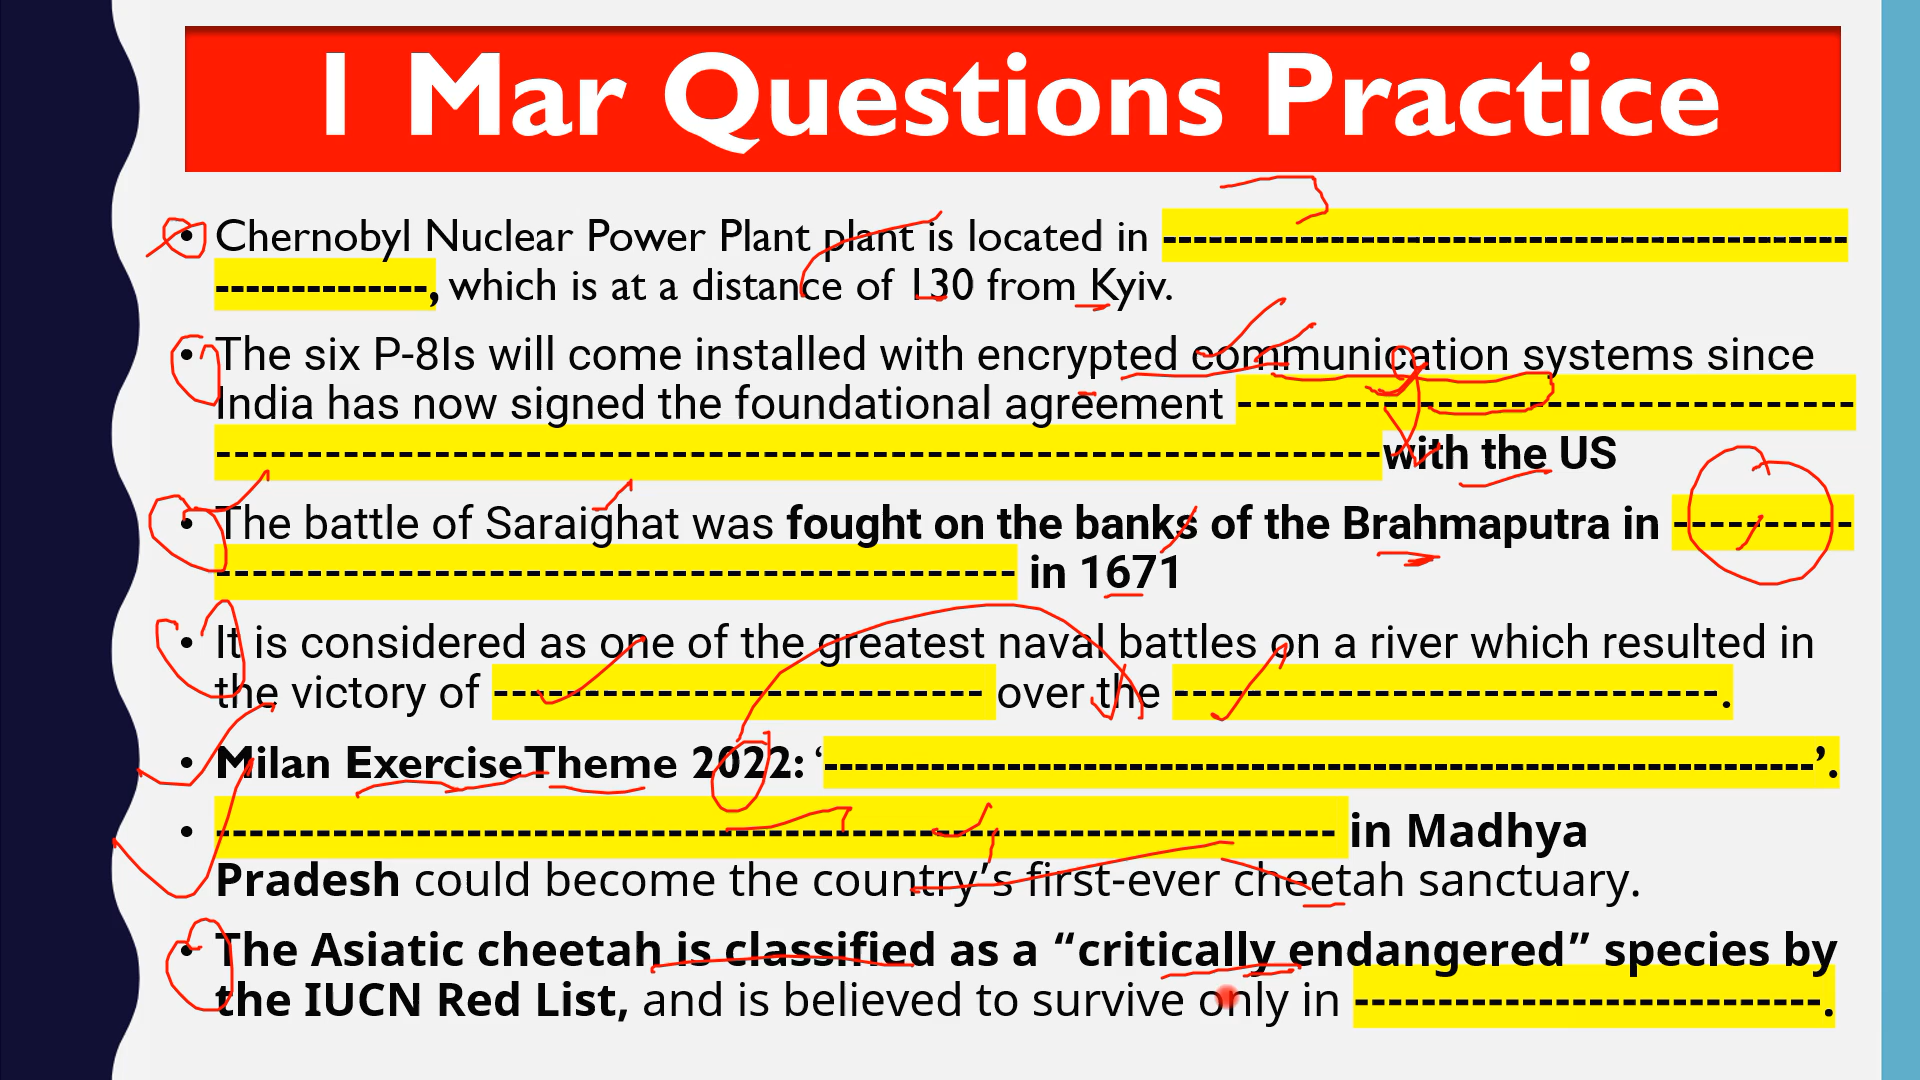 1 Mar Questions Practice
• Chernobyl Nuclear Power Plant plant is located in ---------------------------------------------
--------------, which is at a distance of 130 from Kyiv.
• The six P-8Is will come installed with encrypted communication systems since
India has now signed the foundational agreement ----------------------------------
----------------------------------------------------------------with the US
• The battle of Saraighat was fought on the banks of the Brahmaputra in ----------
-------------------------------------------- in 1671
• It is considered as one of the greatest naval battles on a river which resulted in
the victory of --------------------------- over the ------------------------------.
• Milan ExerciseTheme 2022: ‘-----------------------------------------------------------------’.
• ------------------------------------------------------------------ in Madhya
Pradesh could become the country’s first-ever cheetah sanctuary.
• The Asiatic cheetah is classified as a “critically endangered” species by
the IUCN Red List, and is believed to survive only in ----------------------------.